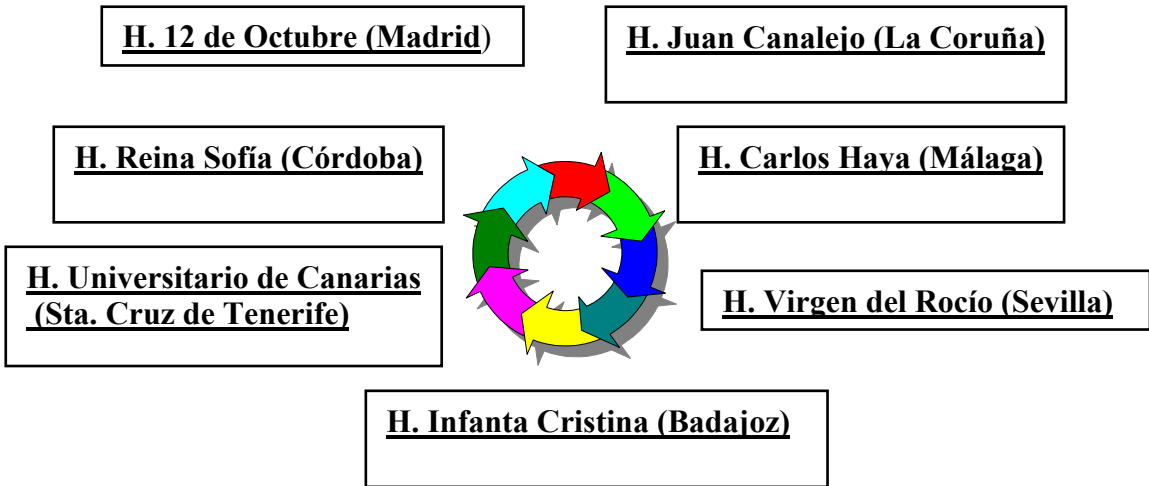 H. 12 de Octubre (Madrid)
H. Juan Canalejo (La Coruña)
H. Reina Sofía (Córdoba)
H. Carlos Haya (Málaga)
H. Universitario de Canarias
(Sta. Cruz de Tenerife)
H. Virgen del Rocío (Sevilla)
H. Infanta Cristina (Badajoz)